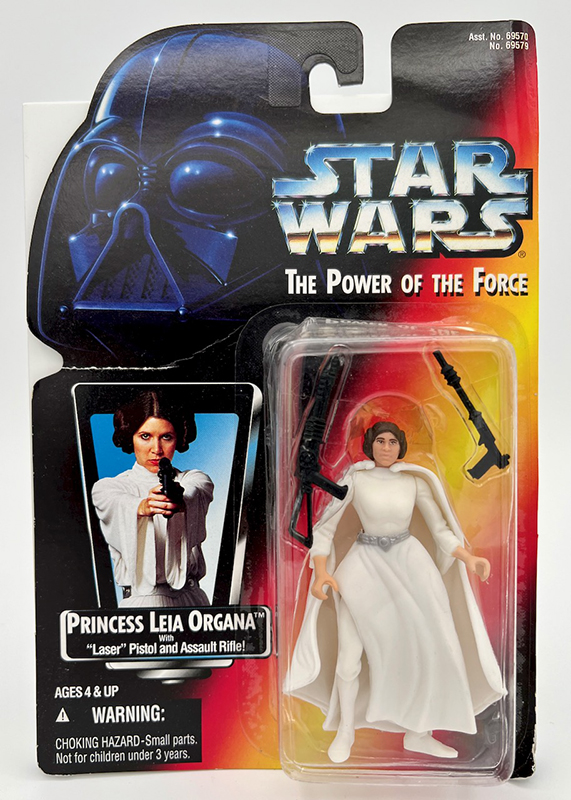 Asst. No. 69570
No. 69579
STAR
WARS®
THE POWER OF THE FORCE
PRINCESS LEIA ORGANA™
With
"Laser" Pistol and Assault Rifle!
AGES 4 & UP
⚠ WARNING:
CHOKING HAZARD-Small parts.
Not for children under 3 years.